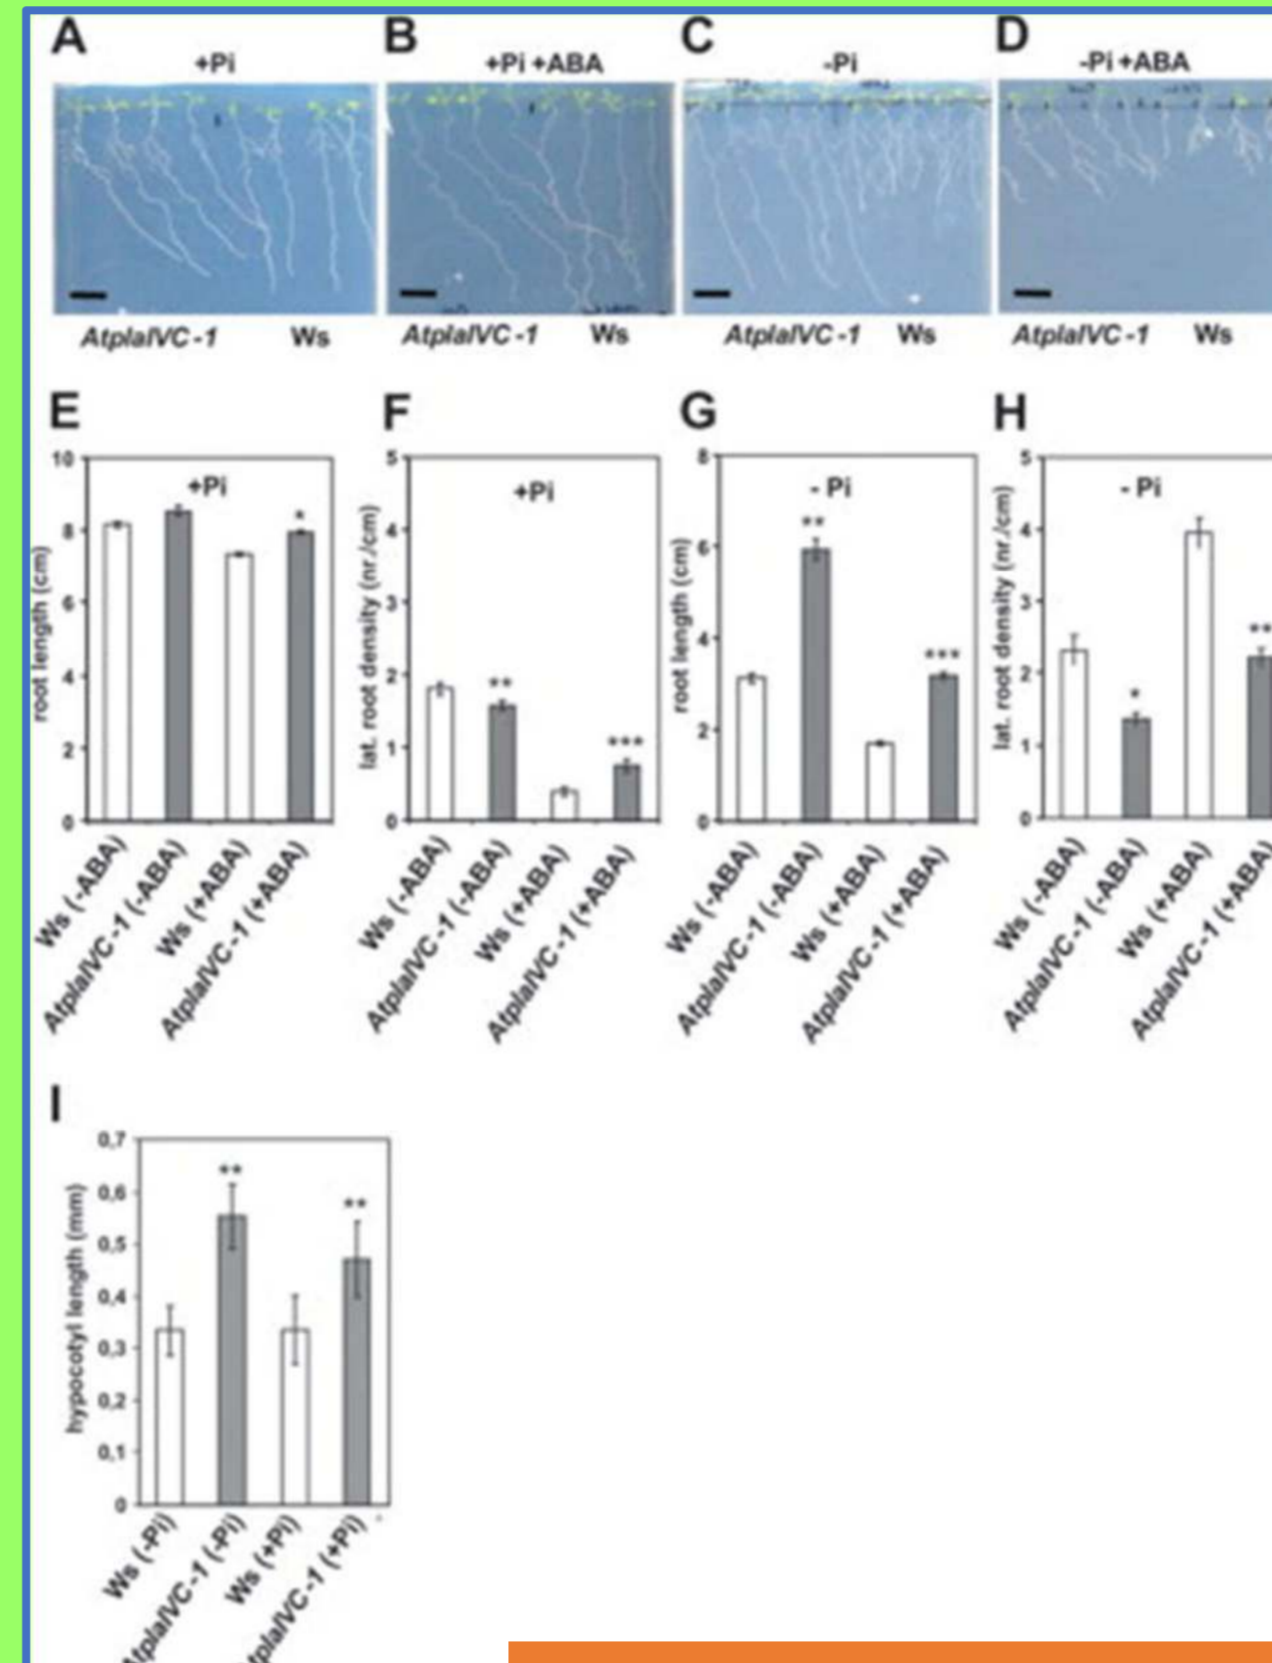 A B C D
+Pi +Pi +ABA -Pi -Pi +ABA
AtplaIVC-1 Ws AtplaIVC-1 Ws AtplaIVC-1 Ws AtplaIVC-1 Ws
E
root length (cm)
10
8
6
4
2
0
+Pi
*
Ws (-ABA)
AtplaIVC-1 (-ABA)
Ws (+ABA)
AtplaIVC-1 (+ABA)
F
lat. root density (nr./cm)
5
4
3
2
1
0
+Pi
**
***
Ws (-ABA)
AtplaIVC-1 (-ABA)
Ws (+ABA)
AtplaIVC-1 (+ABA)
G
root length (cm)
8
6
4
2
0
- Pi
**
***
Ws (-ABA)
AtplaIVC-1 (-ABA)
Ws (+ABA)
AtplaIVC-1 (+ABA)
H
lat. root density (nr./cm)
5
4
3
2
1
0
- Pi
*
**
Ws (-ABA)
AtplaIVC-1 (-ABA)
Ws (+ABA)
AtplaIVC-1 (+ABA)
I
hypocotyl length (mm)
0,7
0,6
0,5
0,4
0,3
0,2
0,1
0
**
**
Ws (-Pi)
AtplaIVC-1 (-Pi)
Ws (+Pi)
tplaIVC-1 (+Pi)